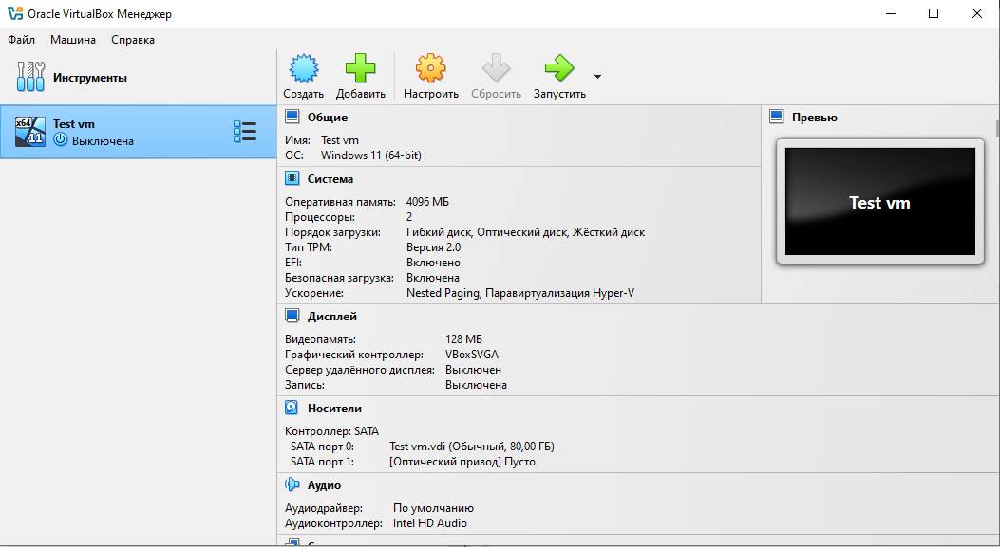 Oracle VirtualBox Менеджер
Файл Машина Справка
Инструменты
Создать Добавить Настроить Сбросить Запустить
x64
11
Test vm
Выключена
Общие
Имя: Test vm
ОС: Windows 11 (64-bit)
Превью
Test vm
Система
Оперативная память: 4096 МБ
Процессоры: 2
Порядок загрузки: Гибкий диск, Оптический диск, Жёсткий диск
Тип TPM: Версия 2.0
EFI: Включено
Безопасная загрузка: Включена
Ускорение: Nested Paging, Паравиртуализация Hyper-V
Дисплей
Видеопамять: 128 МБ
Графический контроллер: VBoxSVGA
Сервер удалённого дисплея: Выключен
Запись: Выключена
Носители
Контроллер: SATA
SATA порт 0: Test vm.vdi (Обычный, 80,00 ГБ)
SATA порт 1: [Оптический привод] Пусто
Аудио
Аудиодрайвер: По умолчанию
Аудиоконтроллер: Intel HD Audio